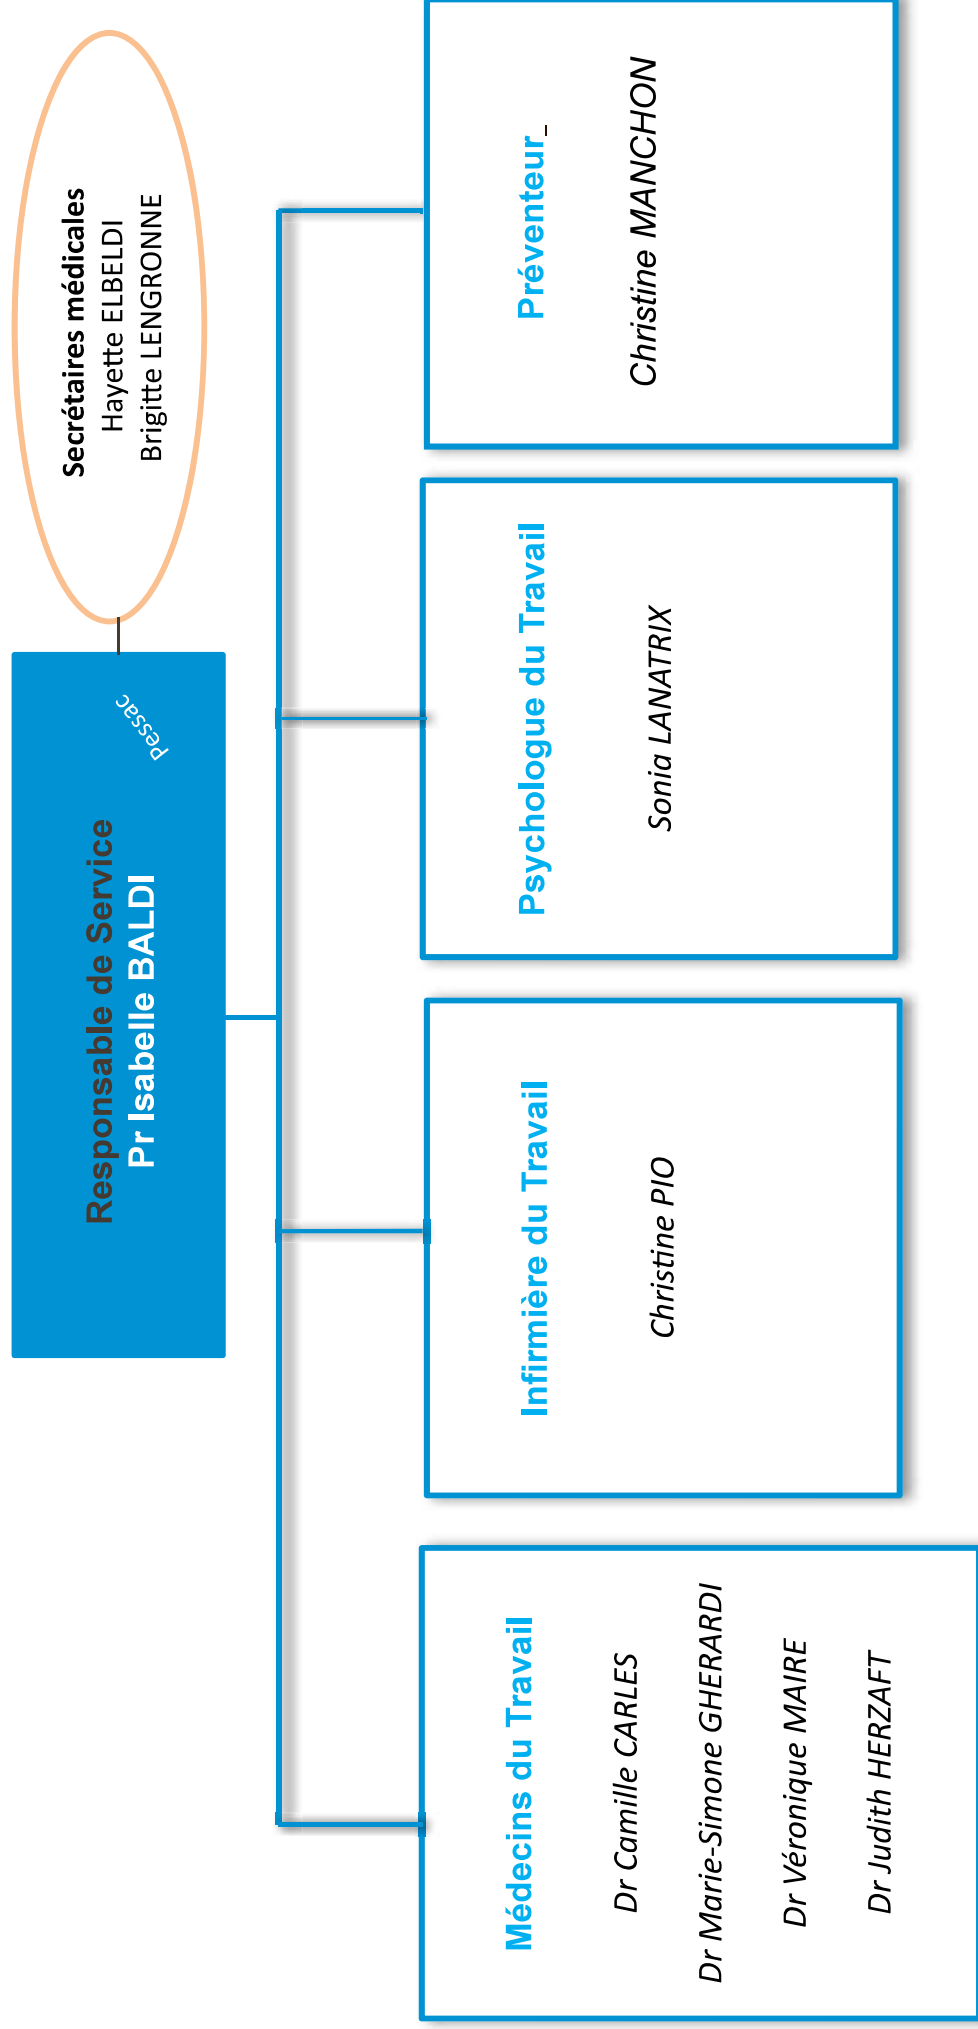 Responsable de Service
Pr Isabelle BALDI
Pessac
Secrétaires médicales
Hayette ELBELDI
Brigitte LENGRONNE
Médecins du Travail
Dr Camille CARLES
Dr Marie-Simone GHERARDI
Dr Véronique MAIRE
Dr Judith HERZAFT
Infirmière du Travail
Christine PIO
Psychologue du Travail
Sonia LANATRIX
Préventeur
Christine MANCHON